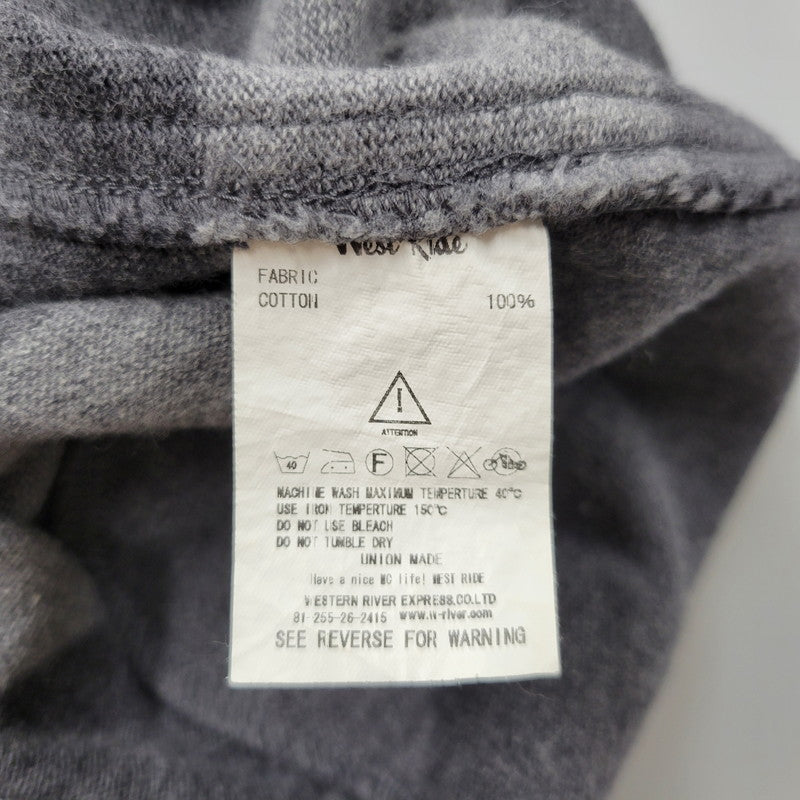 West Ride
FABRIC
COTTON 100%
!
ATTENTION
40 F
MACHINE WASH MAXIMUM TEMPERTURE 40℃
USE IRON TEMPERTURE 150℃
DO NOT USE BLEACH
DO NOT TUMBLE DRY
UNION MADE
Have a nice MC life! WEST RIDE
WESTERN RIVER EXPRESS.CO.LTD
81-255-26-2415 www.w-river.com
SEE REVERSE FOR WARNING